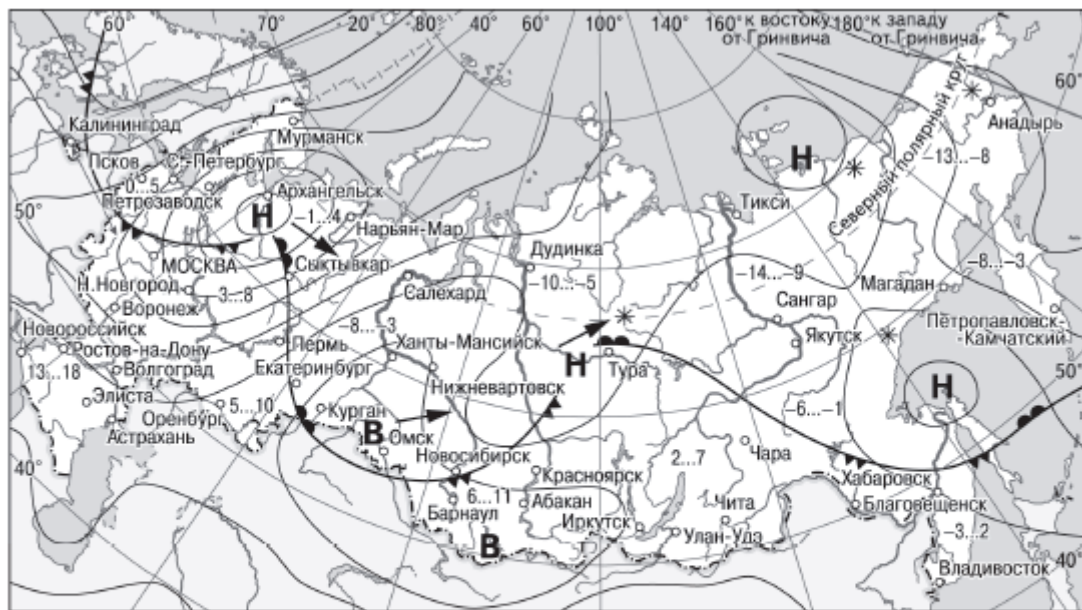 60°
70°
20°
40°
60°
80°
100°
120°
140°
160°
к востоку
от Гринвича
180°
к западу
от Гринвича
60°
Северный полярный круг
Анадырь
Калининград
Мурманск
Н
−13...−8
Псков
С.-Петербург
0...5
Архангельск
Петрозаводск
Тикси
50°
Н
−1...4
Нарьян-Мар
МОСКВА
Сыктывкар
Дудинка
−14...−9
−8...−3
Н.Новгород
3...8
Салехард
−10...−5
Магадан
Сангар
Воронеж
Петропавловск-
-Камчатский
Новороссийск
−8...−3
Якутск
Ростов-на-Дону
Пермь
Ханты-Мансийск
Н
Тура
Волгоград
Екатеринбург
Нижневартовск
Н
50°
13...18
Элиста
Оренбург
5...10
Курган
В
−6...−1
Астрахань
Омск
Чара
40°
Новосибирск
Красноярск
2...7
Хабаровск
6...11
Абакан
Чита
Благовещенск
Барнаул
Иркутск
Улан-Удэ
−3...2
В
40°
Владивосток